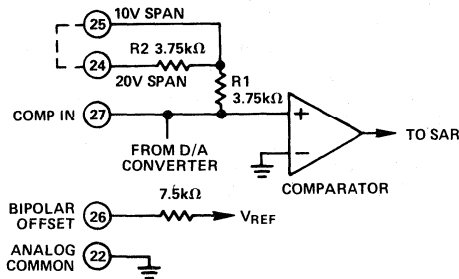 10V SPAN
25
R2 3.75kΩ
24
20V SPAN
R1
3.75kΩ
COMP IN
27
+
−
TO SAR
FROM D/A
CONVERTER
COMPARATOR
7.5kΩ
BIPOLAR
OFFSET
26
VREF
ANALOG
COMMON
22